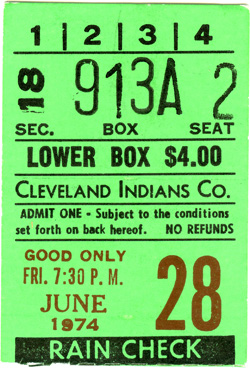 1 | 2 | 3 | 4
18 913A 2
SEC. BOX SEAT
LOWER BOX $4.00
CLEVELAND INDIANS CO.
ADMIT ONE - Subject to the conditions
set forth on back hereof. NO REFUNDS
GOOD ONLY
FRI. 7:30 P.M.
JUNE 28
1974
RAIN CHECK